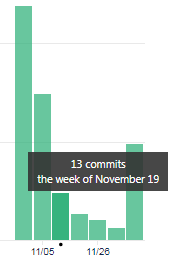 13 commits
the week of November 19
11/05
11/26